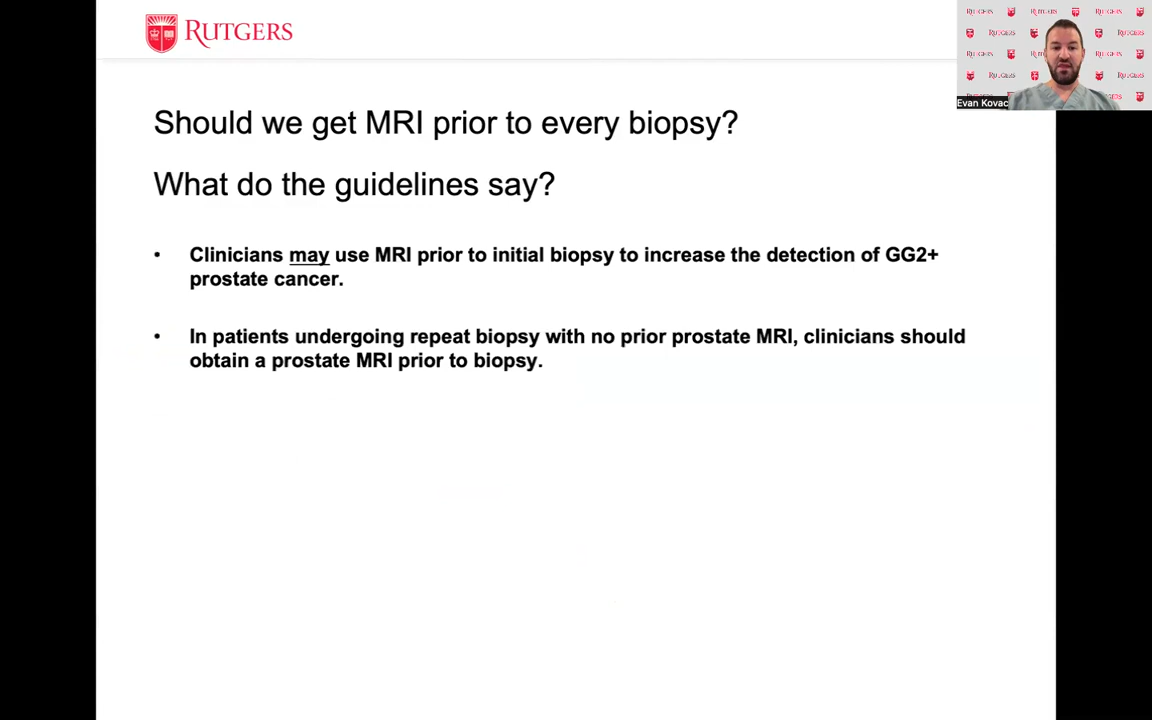 RUTGERS
Evan Kovac
Should we get MRI prior to every biopsy?
What do the guidelines say?
• Clinicians may use MRI prior to initial biopsy to increase the detection of GG2+
prostate cancer.
• In patients undergoing repeat biopsy with no prior prostate MRI, clinicians should
obtain a prostate MRI prior to biopsy.